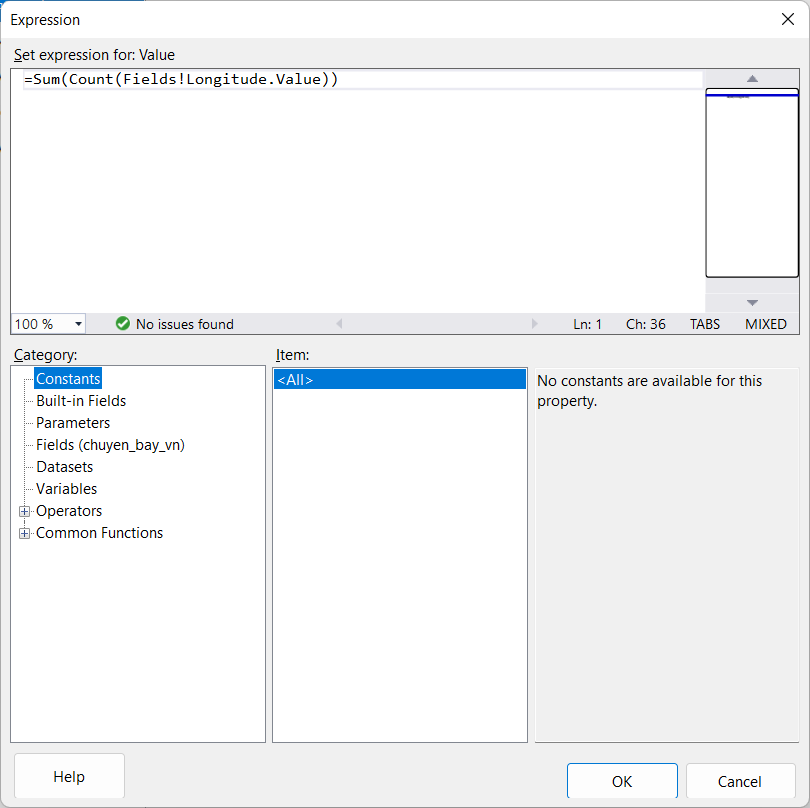 Expression
Set expression for: Value
=Sum(Count(Fields!Longitude.Value))
100 %
No issues found
Ln: 1
Ch: 36
TABS
MIXED
Category:
Item:
Constants
Built-in Fields
Parameters
Fields (chuyen_bay_vn)
Datasets
Variables
Operators
Common Functions
<All>
No constants are available for this
property.
Help
OK
Cancel